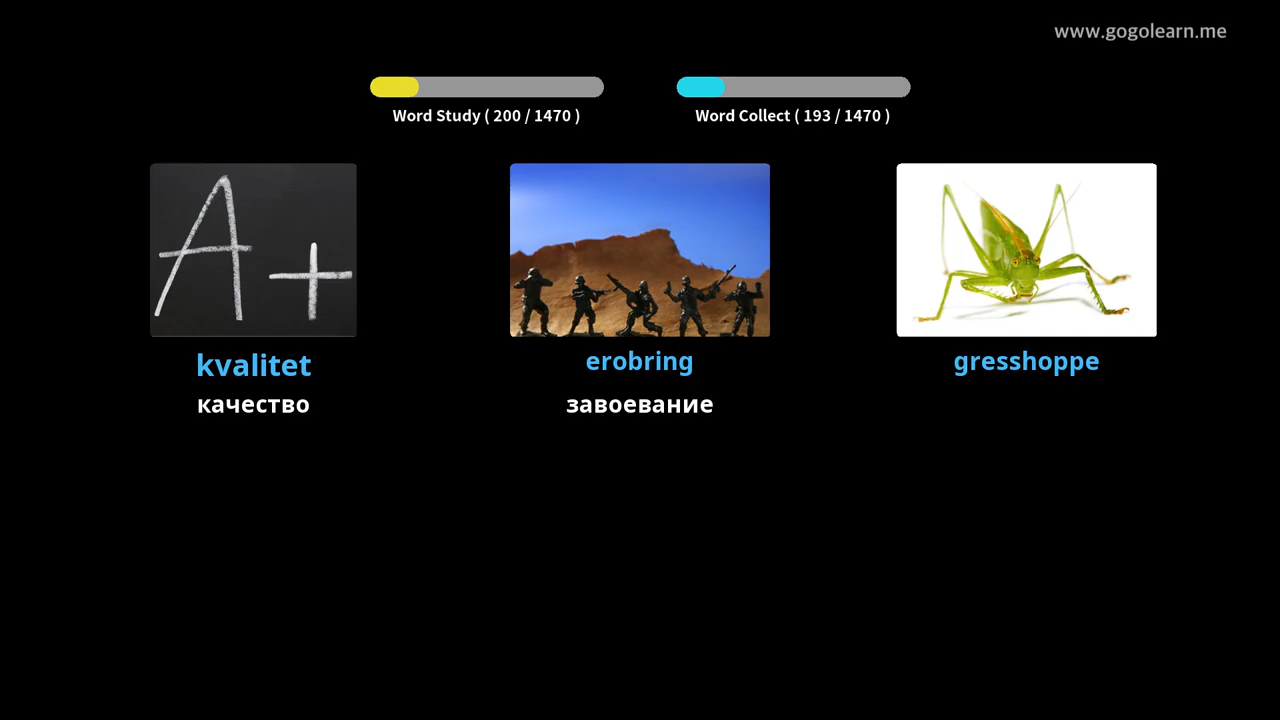 www.gogolearn.me
Word Study ( 200 / 1470 )
Word Collect ( 193 / 1470 )
A+
kvalitet
erobring
gresshoppe
качество
завоевание